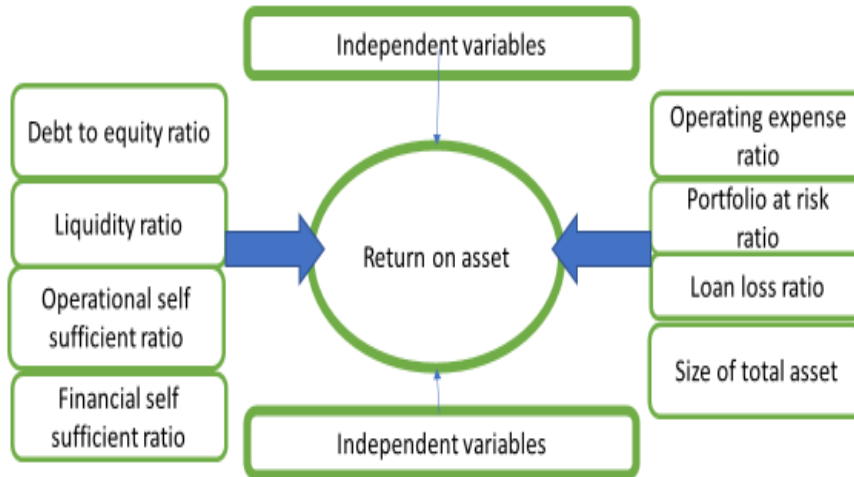 Independent variables
Debt to equity ratio
Liquidity ratio
Operational self
sufficient ratio
Financial self
sufficient ratio
Return on asset
Operating expense
ratio
Portfolio at risk
ratio
Loan loss ratio
Size of total asset
Independent variables